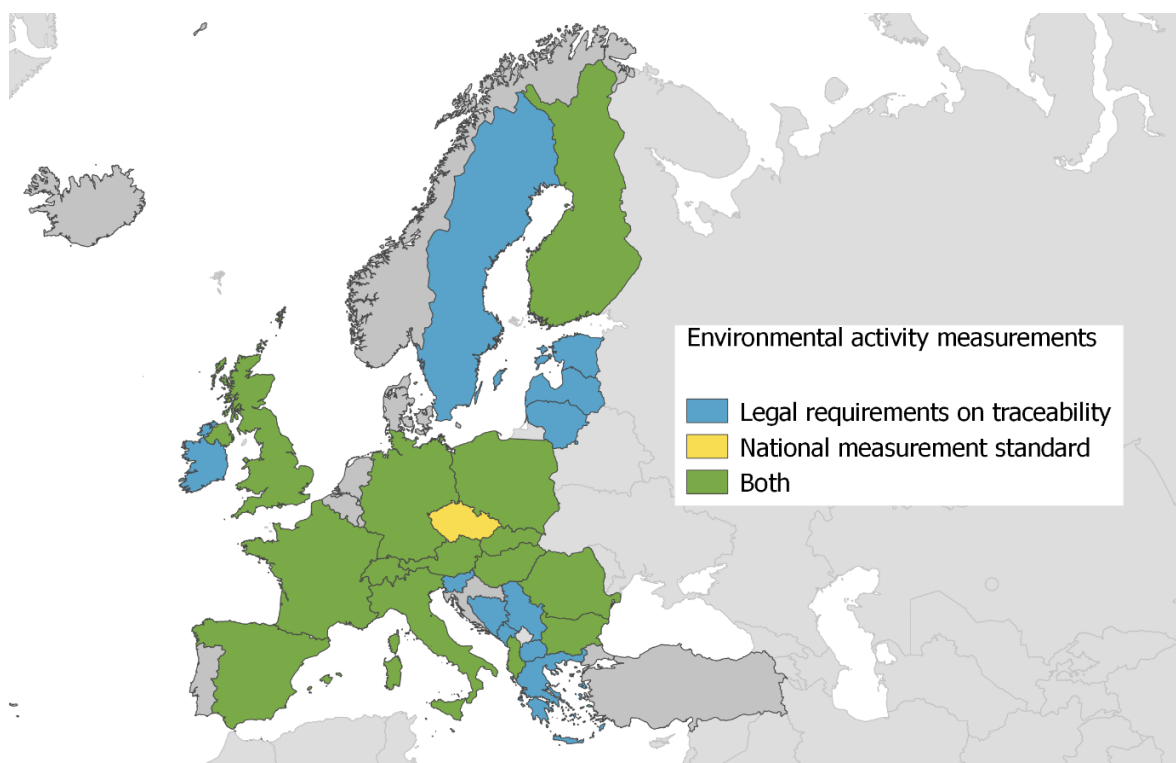 Environmental activity measurements
Legal requirements on traceability
National measurement standard
Both